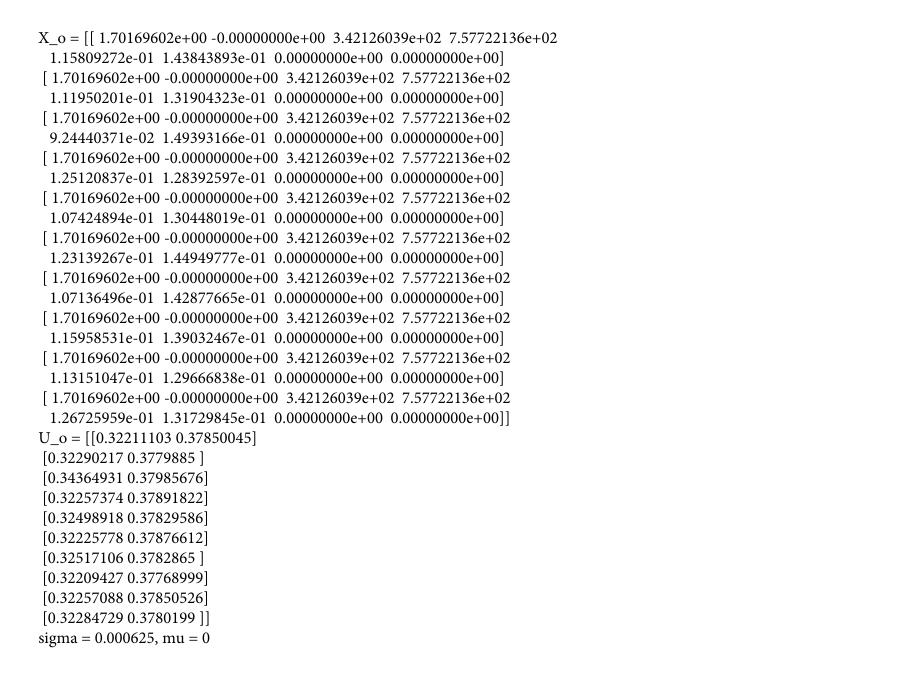 X_o = [[ 1.70169602e+00 -0.00000000e+00 3.42126039e+02 7.57722136e+02
1.15809272e-01 1.43843893e-01 0.00000000e+00 0.00000000e+00]
[ 1.70169602e+00 -0.00000000e+00 3.42126039e+02 7.57722136e+02
1.11950201e-01 1.31904323e-01 0.00000000e+00 0.00000000e+00]
[ 1.70169602e+00 -0.00000000e+00 3.42126039e+02 7.57722136e+02
9.24440371e-02 1.49393166e-01 0.00000000e+00 0.00000000e+00]
[ 1.70169602e+00 -0.00000000e+00 3.42126039e+02 7.57722136e+02
1.25120837e-01 1.28392597e-01 0.00000000e+00 0.00000000e+00]
[ 1.70169602e+00 -0.00000000e+00 3.42126039e+02 7.57722136e+02
1.07424894e-01 1.30448019e-01 0.00000000e+00 0.00000000e+00]
[ 1.70169602e+00 -0.00000000e+00 3.42126039e+02 7.57722136e+02
1.23139267e-01 1.44949777e-01 0.00000000e+00 0.00000000e+00]
[ 1.70169602e+00 -0.00000000e+00 3.42126039e+02 7.57722136e+02
1.07136496e-01 1.42877665e-01 0.00000000e+00 0.00000000e+00]
[ 1.70169602e+00 -0.00000000e+00 3.42126039e+02 7.57722136e+02
1.15958531e-01 1.39032467e-01 0.00000000e+00 0.00000000e+00]
[ 1.70169602e+00 -0.00000000e+00 3.42126039e+02 7.57722136e+02
1.13151047e-01 1.29666838e-01 0.00000000e+00 0.00000000e+00]
[ 1.70169602e+00 -0.00000000e+00 3.42126039e+02 7.57722136e+02
1.26725959e-01 1.31729845e-01 0.00000000e+00 0.00000000e+00]]
U_o = [[0.32211103 0.37850045]
[0.32290217 0.3779885 ]
[0.34364931 0.37985676]
[0.32257374 0.37891822]
[0.32498918 0.37829586]
[0.32225778 0.37876612]
[0.32517106 0.3782865 ]
[0.32209427 0.37768999]
[0.32257088 0.37850526]
[0.32284729 0.3780199 ]]
sigma = 0.000625, mu = 0